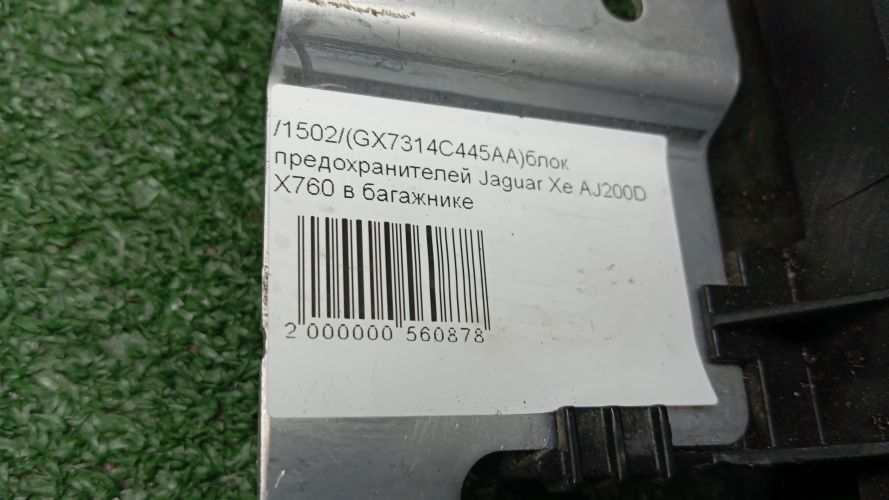 /1502/(GX7314C445AA)блок
предохранителей Jaguar Xe AJ200D
X760 в багажнике
2 000000 560878